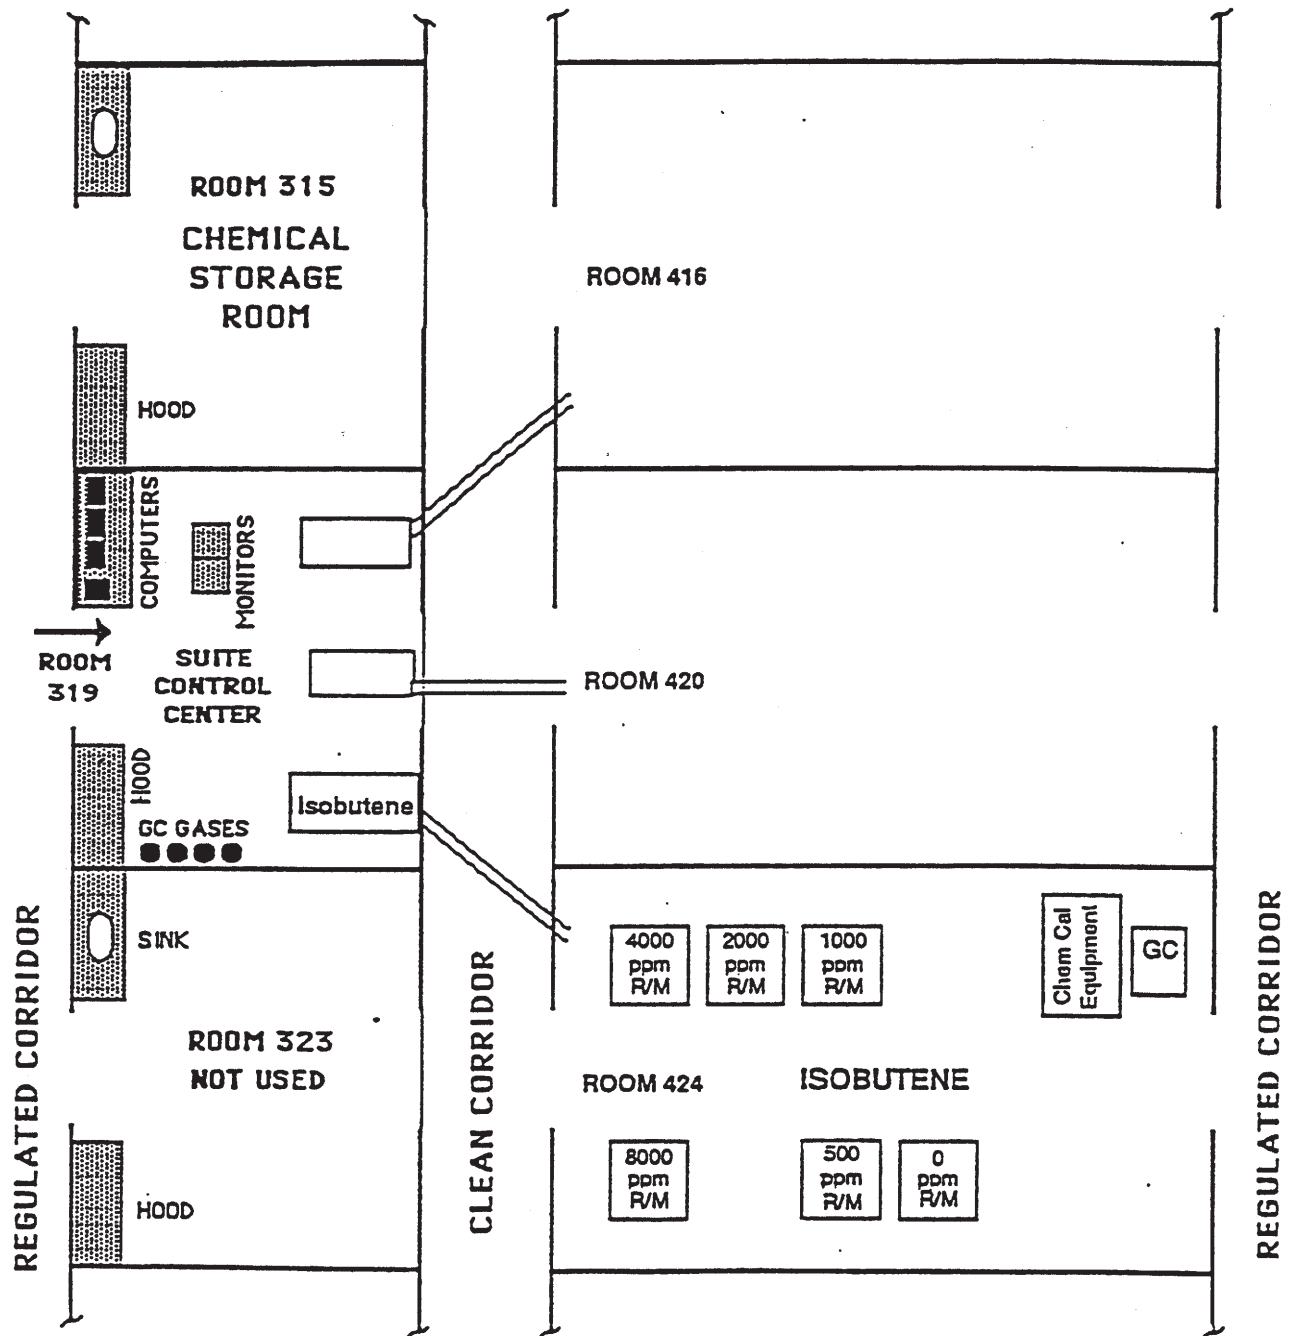 ROOM 315
CHEMICAL
STORAGE
ROOM
HOOD
ROOM 416
COMPUTERS
MONITORS
ROOM
319
SUITE
CONTROL
CENTER
ROOM 420
HOOD
GC GASES
Isobutene
SINK
4000
ppm
R/M
2000
ppm
R/M
1000
ppm
R/M
Chem Cal
Equipment
GC
ROOM 323
NOT USED
ROOM 424
ISOBUTENE
HOOD
8000
ppm
R/M
500
ppm
R/M
0
ppm
R/M
REGULATED CORRIDOR
CLEAN CORRIDOR
REGULATED CORRIDOR